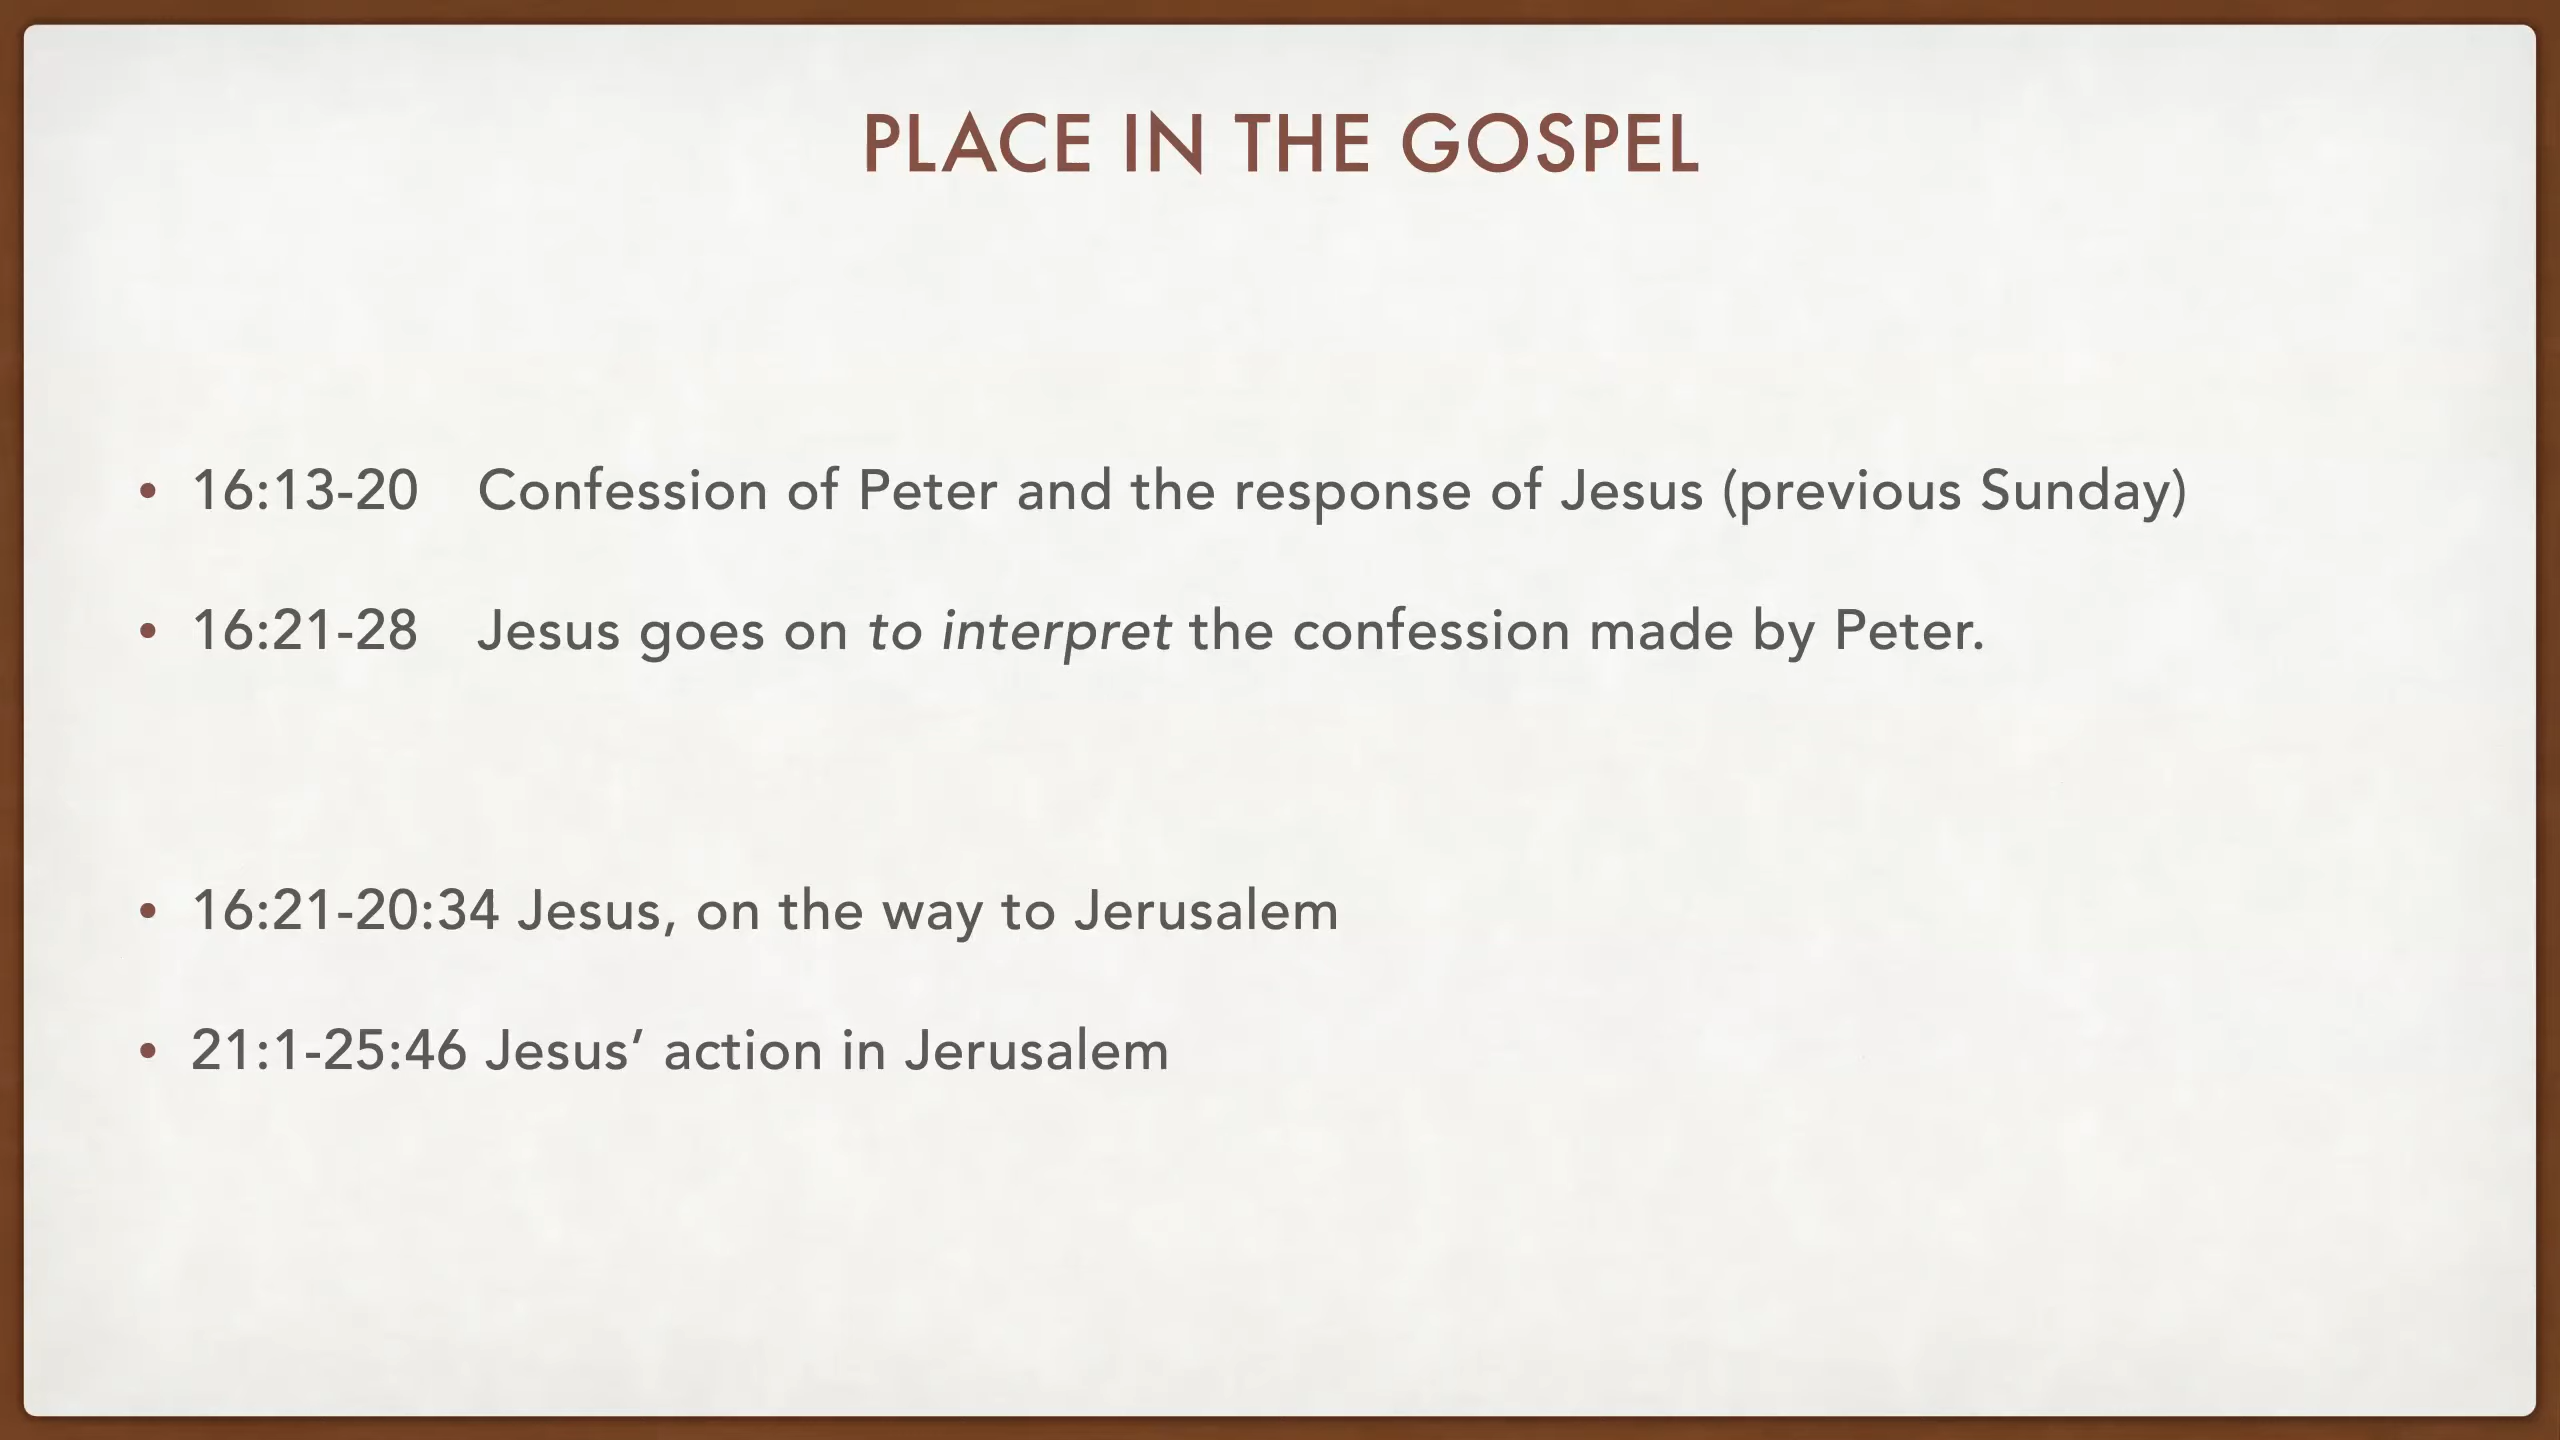 PLACE IN THE GOSPEL
• 16:13-20 Confession of Peter and the response of Jesus (previous Sunday)
• 16:21-28 Jesus goes on to interpret the confession made by Peter.
• 16:21-20:34 Jesus, on the way to Jerusalem
• 21:1-25:46 Jesus’ action in Jerusalem